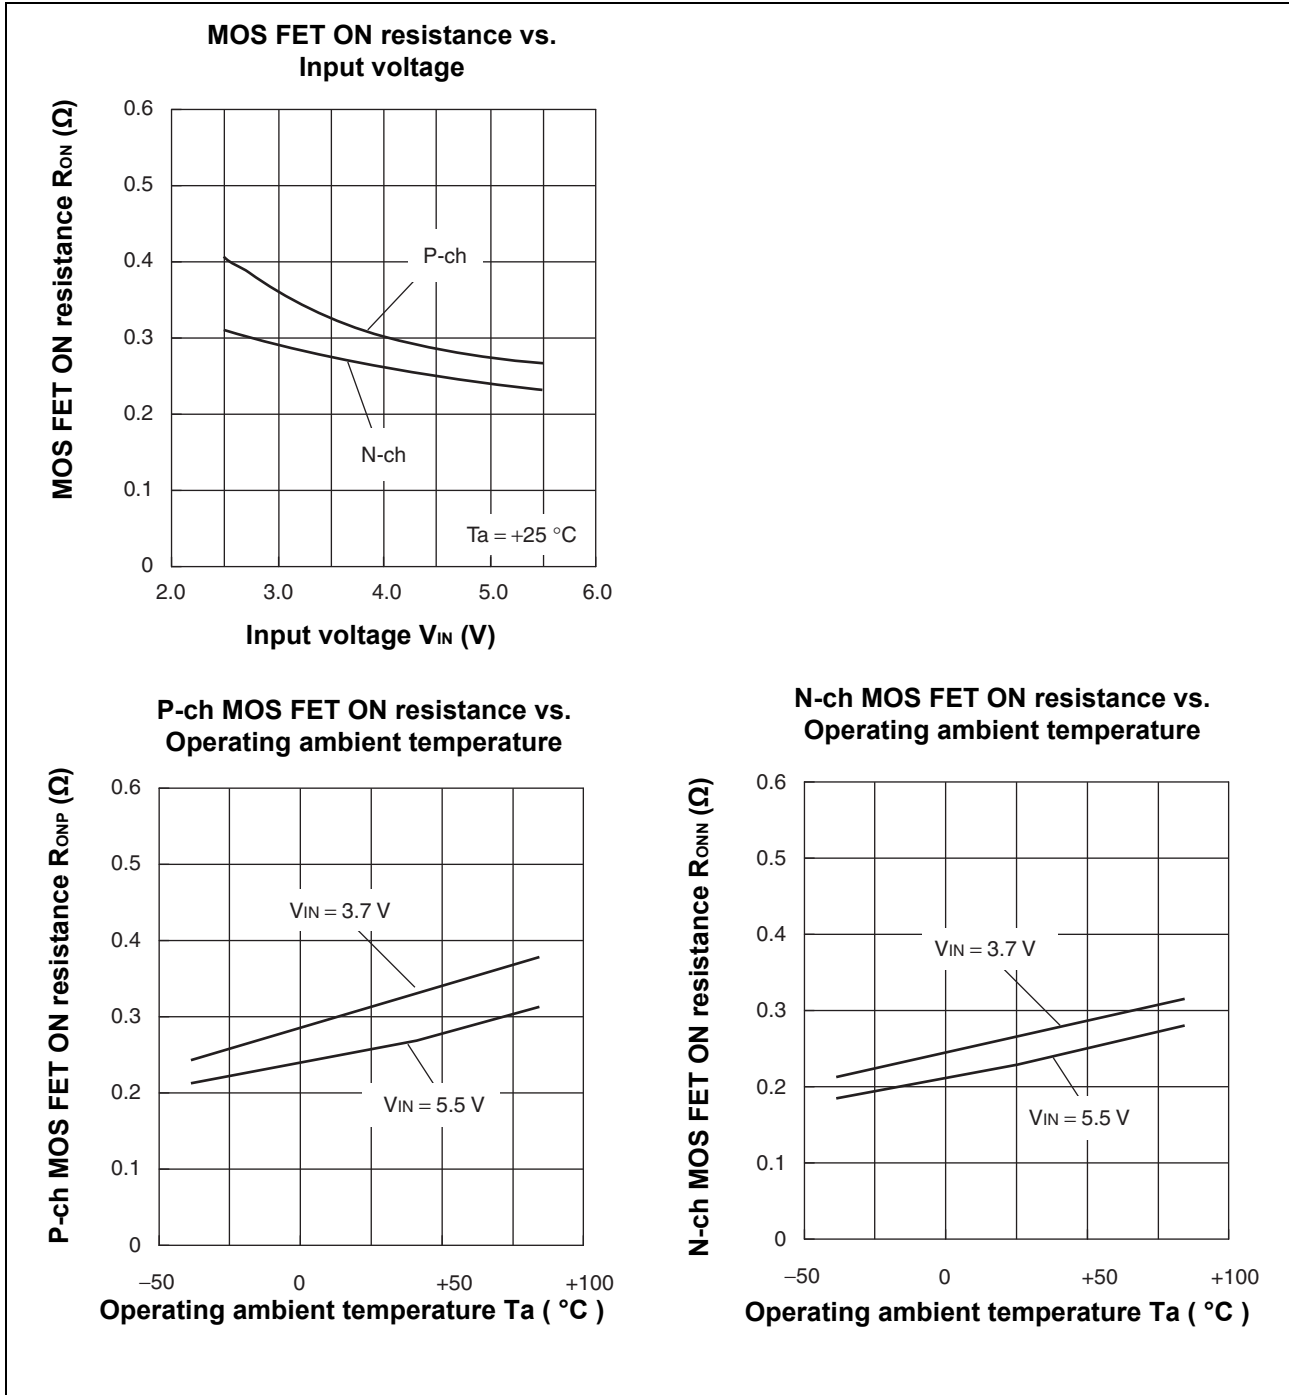 MOS FET ON resistance vs.
Input voltage
MOS FET ON resistance RON (Ω)
0.6
0.5
0.4
0.3
0.2
0.1
0
P-ch
N-ch
Ta = +25 °C
2.0 3.0 4.0 5.0 6.0
Input voltage VIN (V)
P-ch MOS FET ON resistance vs.
Operating ambient temperature
P-ch MOS FET ON resistance RONP (Ω)
0.6
0.5
0.4
0.3
0.2
0.1
0
VIN = 3.7 V
VIN = 5.5 V
−50 0 +50 +100
Operating ambient temperature Ta ( °C )
N-ch MOS FET ON resistance vs.
Operating ambient temperature
N-ch MOS FET ON resistance RONN (Ω)
0.6
0.5
0.4
0.3
0.2
0.1
0
VIN = 3.7 V
VIN = 5.5 V
−50 0 +50 +100
Operating ambient temperature Ta ( °C )